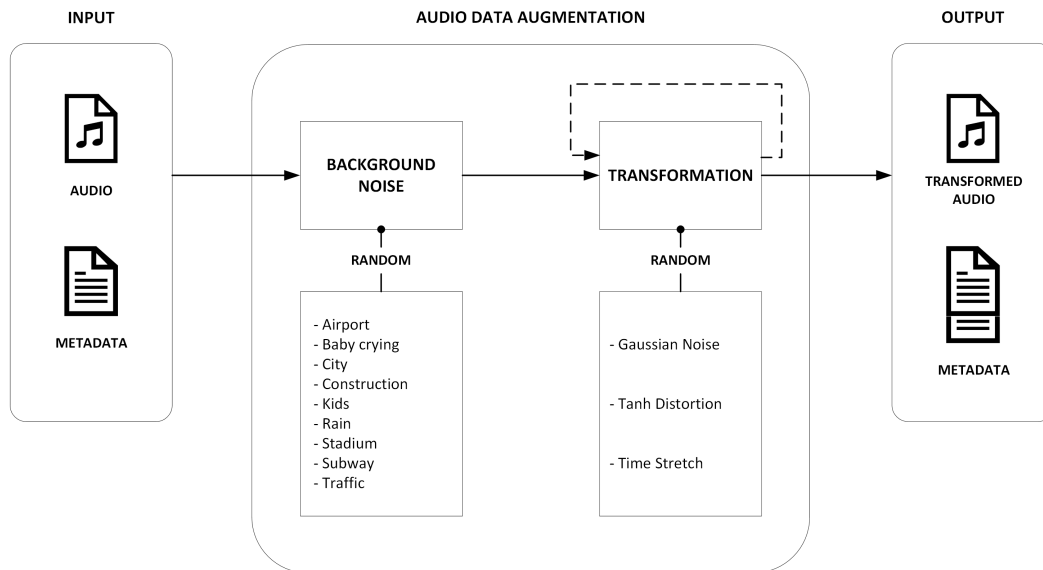 INPUT
AUDIO DATA AUGMENTATION
OUTPUT
AUDIO
METADATA
BACKGROUND
NOISE
RANDOM
- Airport
- Baby crying
- City
- Construction
- Kids
- Rain
- Stadium
- Subway
- Traffic
TRANSFORMATION
RANDOM
- Gaussian Noise
- Tanh Distortion
- Time Stretch
TRANSFORMED
AUDIO
METADATA